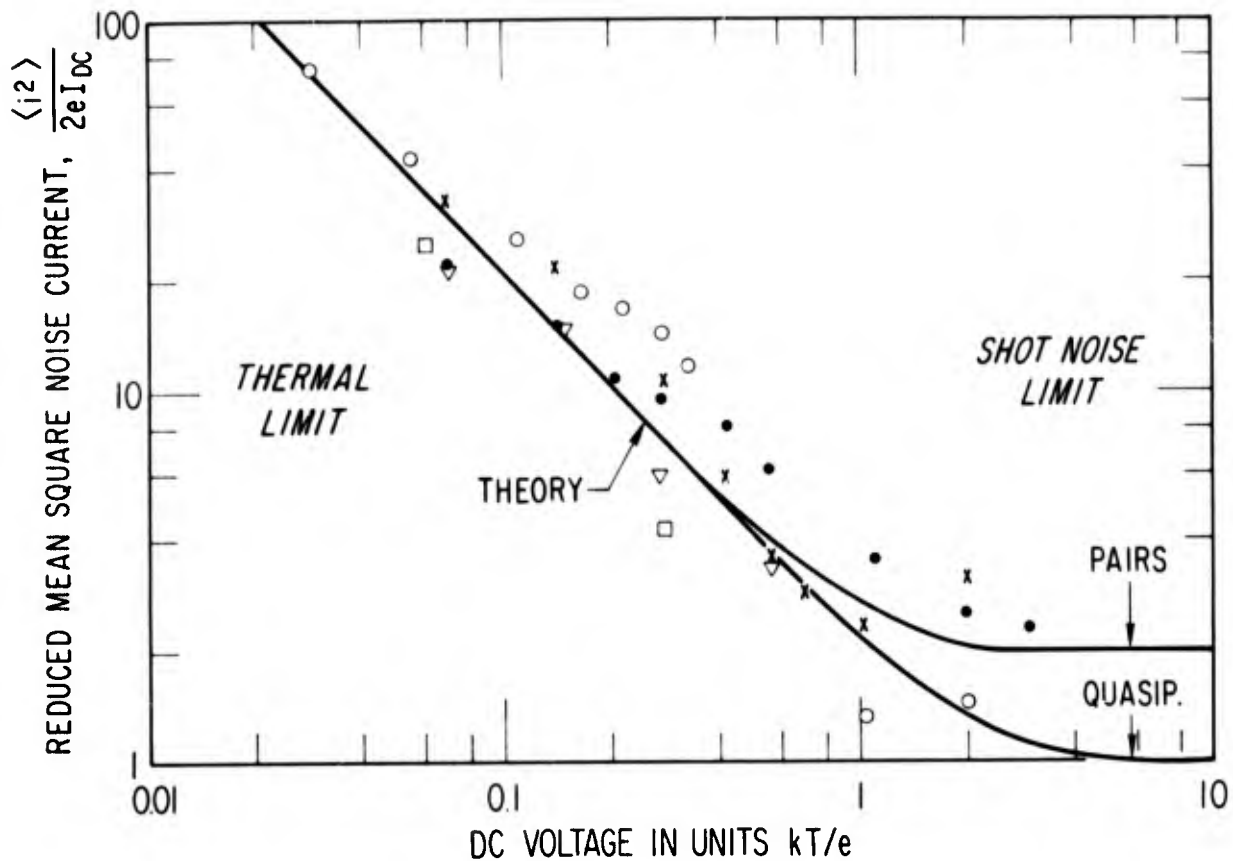 REDUCED MEAN SQUARE NOISE CURRENT, <i2> / 2eIDC
100
10
1
THERMAL
LIMIT
SHOT NOISE
LIMIT
THEORY
PAIRS
QUASIP.
0.01
0.1
1
10
DC VOLTAGE IN UNITS kT/e